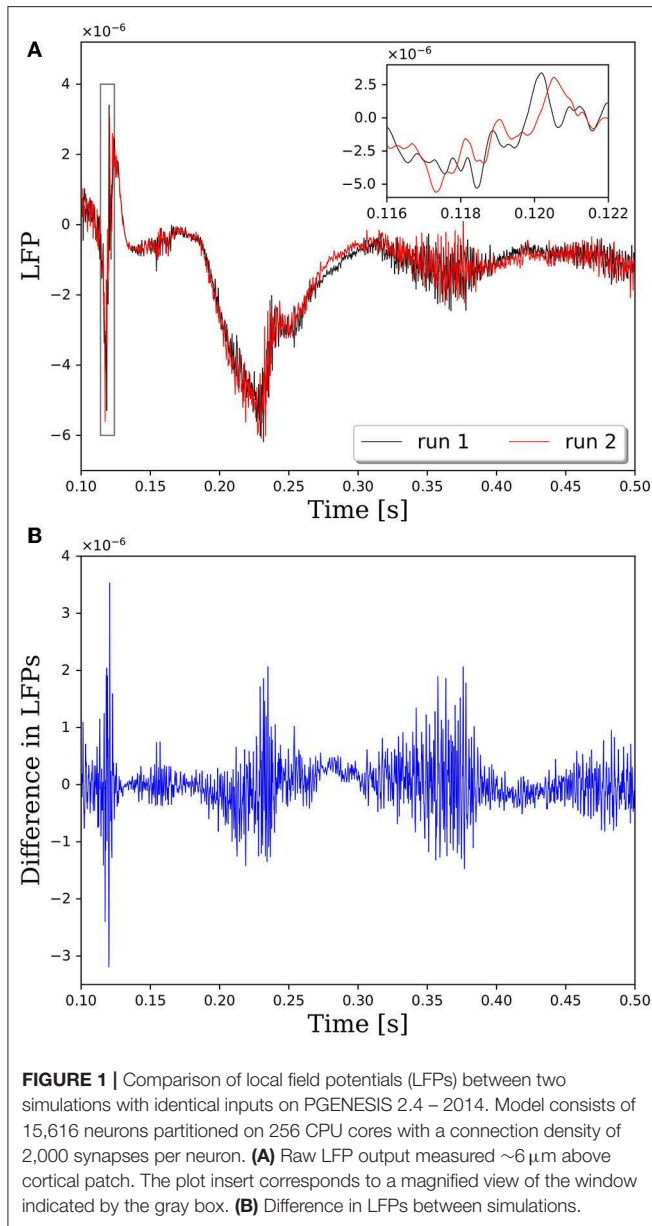 A
×10⁻⁶
4
2
0
−2
−4
−6
LFP
×10⁻⁶
2.5
0.0
−2.5
−5.0
0.116 0.118 0.120 0.122
run 1 run 2
0.10 0.15 0.20 0.25 0.30 0.35 0.40 0.45 0.50
Time [s]
B
×10⁻⁶
4
3
2
1
0
−1
−2
−3
Difference in LFPs
0.10 0.15 0.20 0.25 0.30 0.35 0.40 0.45 0.50
Time [s]
FIGURE 1 | Comparison of local field potentials (LFPs) between two
simulations with identical inputs on PGENESIS 2.4 – 2014. Model consists of
15,616 neurons partitioned on 256 CPU cores with a connection density of
2,000 synapses per neuron. (A) Raw LFP output measured ~6 μm above
cortical patch. The plot insert corresponds to a magnified view of the window
indicated by the gray box. (B) Difference in LFPs between simulations.